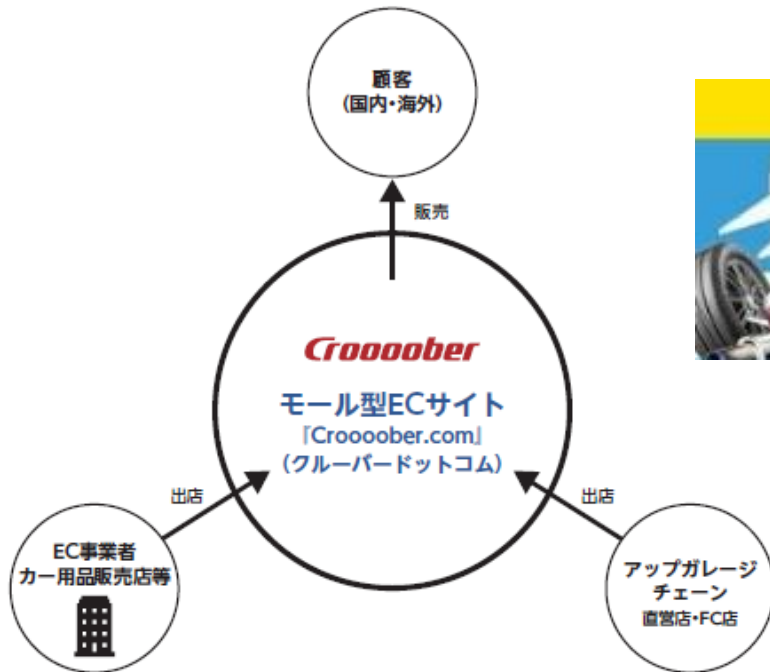 顧客
(国内・海外)
販売
Croooober
モール型ECサイト
『Croooober.com』
(クルーバードットコム)
出店
出店
EC事業者
カー用品販売店等
アップガレージ
チェーン
直営店・FC店